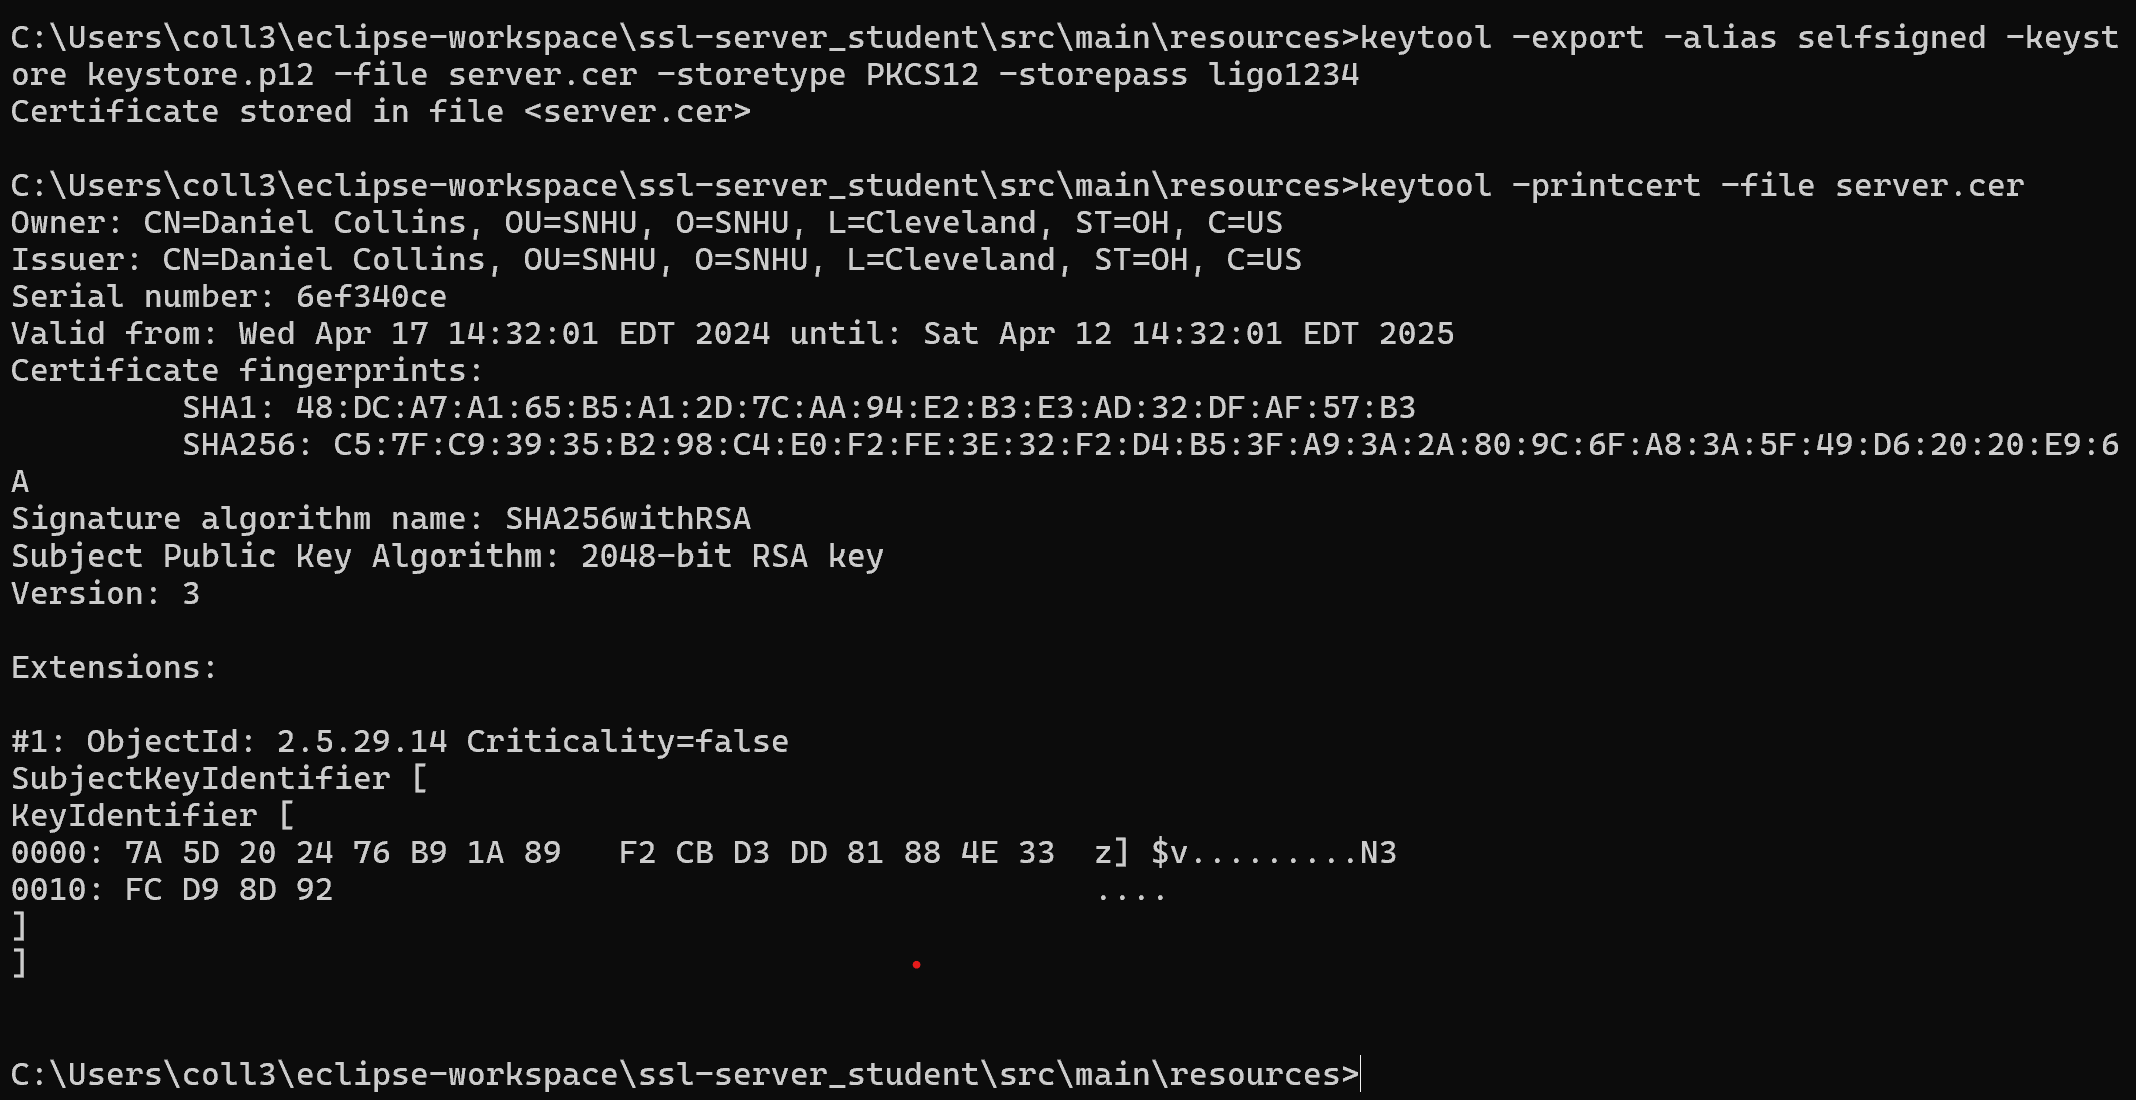 C:\Users\coll3\eclipse-workspace\ssl-server_student\src\main\resources>keytool -export -alias selfsigned -keyst
ore keystore.p12 -file server.cer -storetype PKCS12 -storepass ligo1234
Certificate stored in file <server.cer>
C:\Users\coll3\eclipse-workspace\ssl-server_student\src\main\resources>keytool -printcert -file server.cer
Owner: CN=Daniel Collins, OU=SNHU, O=SNHU, L=Cleveland, ST=OH, C=US
Issuer: CN=Daniel Collins, OU=SNHU, O=SNHU, L=Cleveland, ST=OH, C=US
Serial number: 6ef340ce
Valid from: Wed Apr 17 14:32:01 EDT 2024 until: Sat Apr 12 14:32:01 EDT 2025
Certificate fingerprints:
         SHA1: 48:DC:A7:A1:65:B5:A1:2D:7C:AA:94:E2:B3:E3:AD:32:DF:AF:57:B3
         SHA256: C5:7F:C9:39:35:B2:98:C4:E0:F2:FE:3E:32:F2:D4:B5:3F:A9:3A:2A:80:9C:6F:A8:3A:5F:49:D6:20:20:E9:6
A
Signature algorithm name: SHA256withRSA
Subject Public Key Algorithm: 2048-bit RSA key
Version: 3
Extensions:
#1: ObjectId: 2.5.29.14 Criticality=false
SubjectKeyIdentifier [
KeyIdentifier [
0000: 7A 5D 20 24 76 B9 1A 89   F2 CB D3 DD 81 88 4E 33  z] $v.........N3
0010: FC D9 8D 92                                        ....
]
]
C:\Users\coll3\eclipse-workspace\ssl-server_student\src\main\resources>